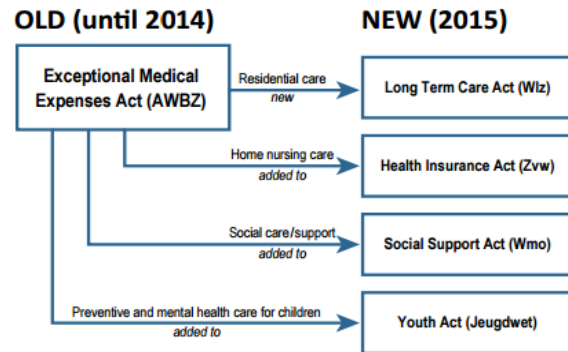 OLD (until 2014)
NEW (2015)
Exceptional Medical
Expenses Act (AWBZ)
Residential care
new
Long Term Care Act (Wlz)
Home nursing care
added to
Health Insurance Act (Zvw)
Social care/support
added to
Social Support Act (Wmo)
Preventive and mental health care for children
added to
Youth Act (Jeugdwet)